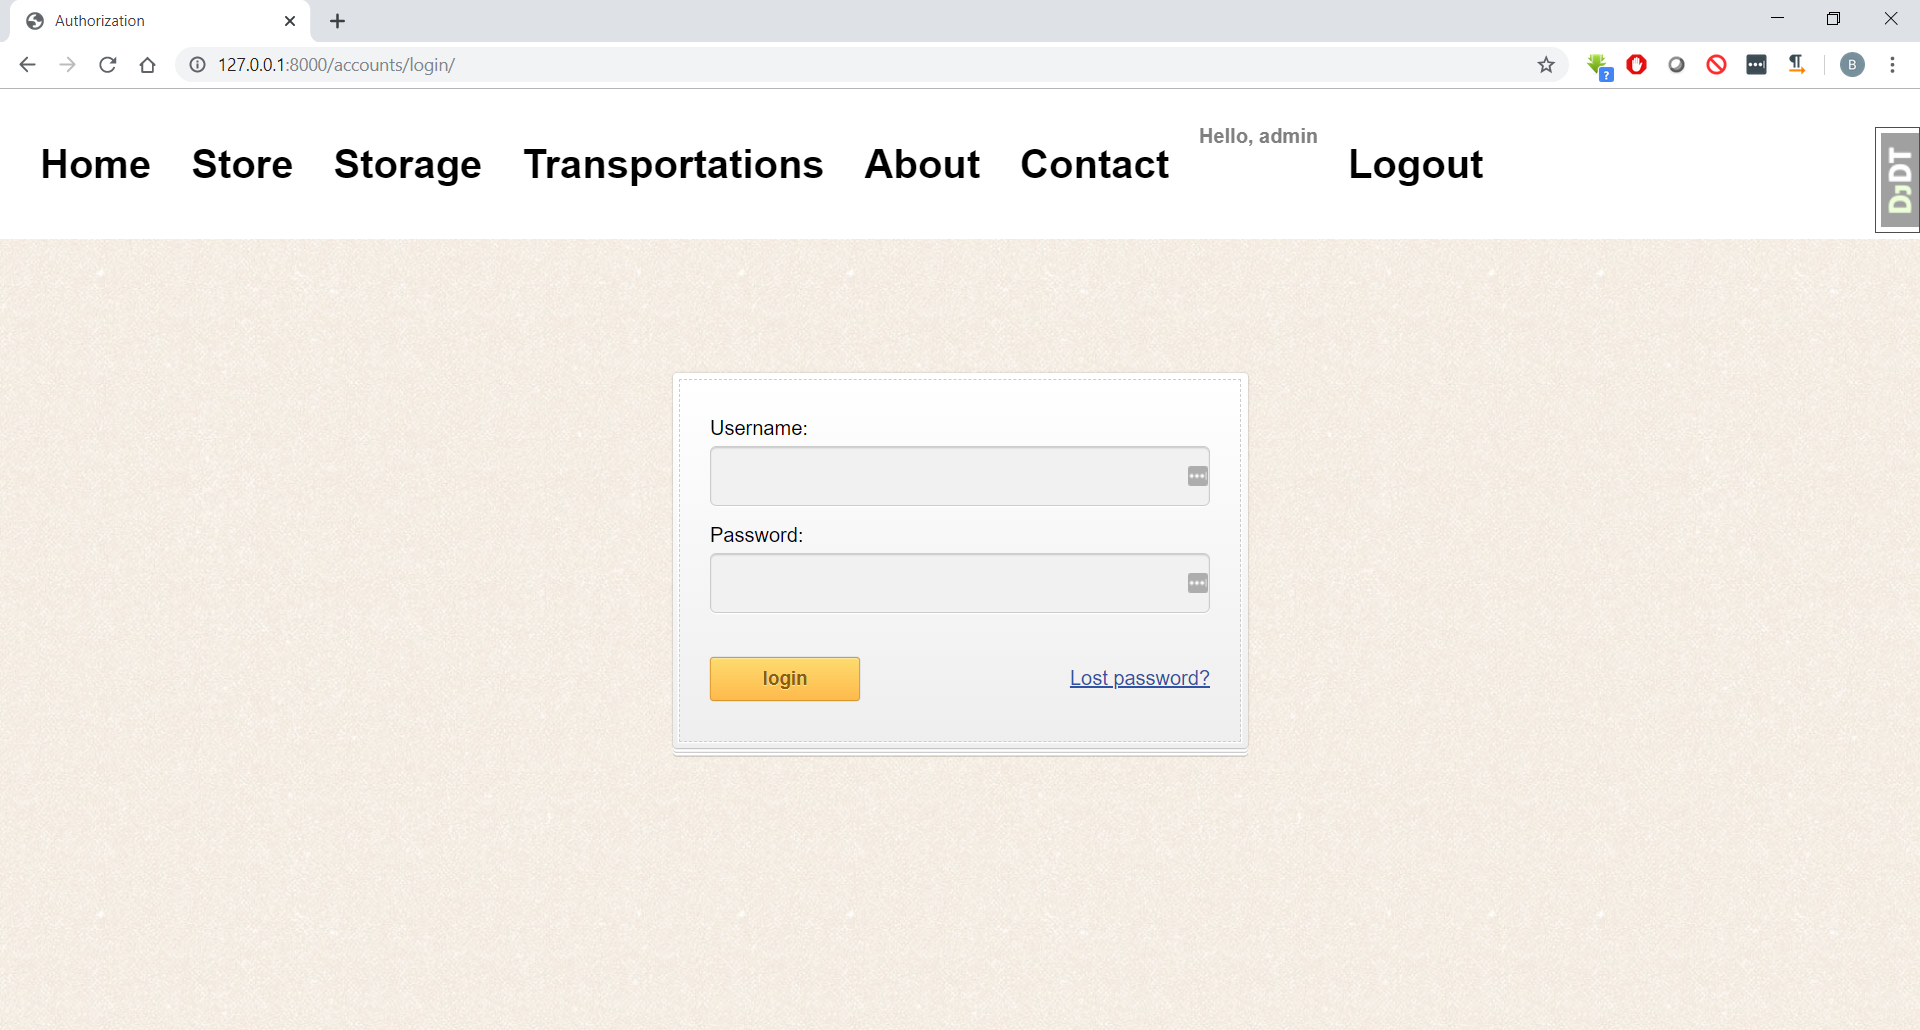 Authorization
127.0.0.1:8000/accounts/login/
?
B
Home Store Storage Transportations About Contact Hello, admin Logout
DJDT
Username:
Password:
login Lost password?